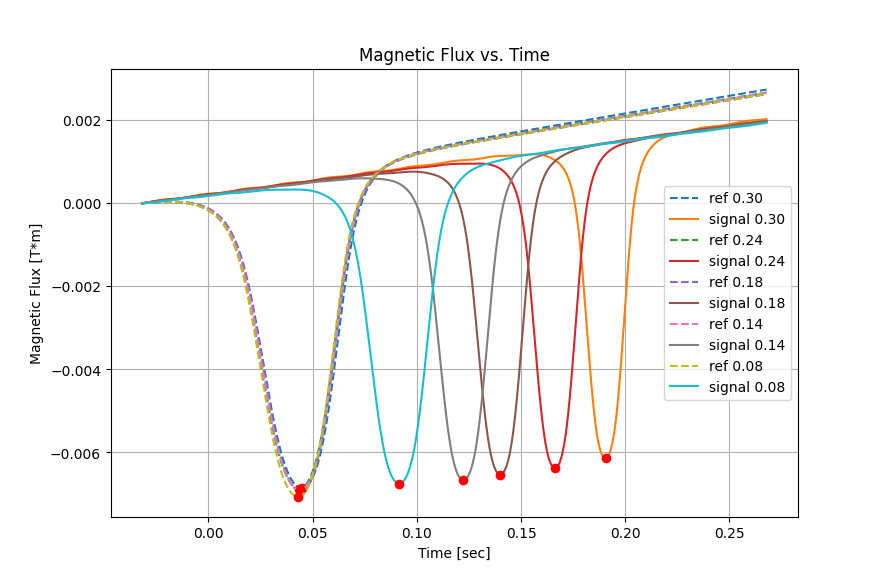 Magnetic Flux vs. Time
Magnetic Flux [T*m]
0.002
0.000
−0.002
−0.004
−0.006
0.00
0.05
0.10
0.15
0.20
0.25
Time [sec]
ref 0.30
signal 0.30
ref 0.24
signal 0.24
ref 0.18
signal 0.18
ref 0.14
signal 0.14
ref 0.08
signal 0.08